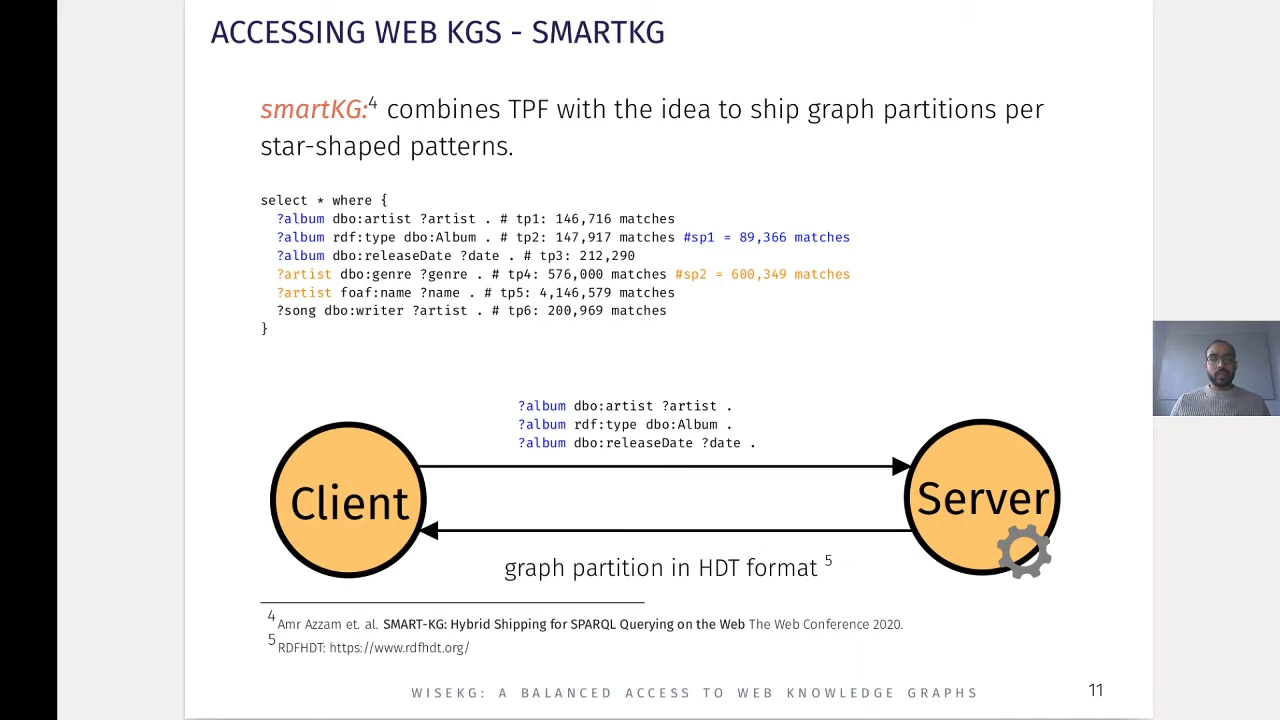 ACCESSING WEB KGS - SMARTKG
smartKG:4 combines TPF with the idea to ship graph partitions per
star-shaped patterns.
select * where {
?album dbo:artist ?artist . # tp1: 146,716 matches
?album rdf:type dbo:Album . # tp2: 147,917 matches #sp1 = 89,366 matches
?album dbo:releaseDate ?date . # tp3: 212,290
?artist dbo:genre ?genre . # tp4: 576,000 matches #sp2 = 600,349 matches
?artist foaf:name ?name . # tp5: 4,146,579 matches
?song dbo:writer ?artist . # tp6: 200,969 matches
}
?album dbo:artist ?artist .
?album rdf:type dbo:Album .
?album dbo:releaseDate ?date .
Client
Server
graph partition in HDT format 5
4 Amr Azzam et. al. SMART-KG: Hybrid Shipping for SPARQL Querying on the Web The Web Conference 2020.
5 RDFHDT: https://www.rdfhdt.org/
WISEKG: A BALANCED ACCESS TO WEB KNOWLEDGE GRAPHS
11